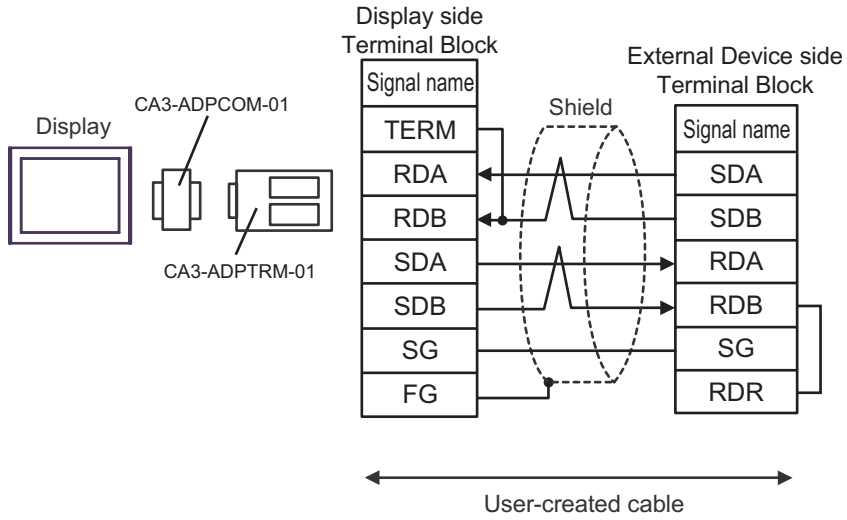 Display side
Terminal Block
External Device side
Terminal Block
Display
CA3-ADPCOM-01
CA3-ADPTRM-01
Shield
Signal name
TERM
RDA
RDB
SDA
SDB
SG
FG
Signal name
SDA
SDB
RDA
RDB
SG
RDR
User-created cable